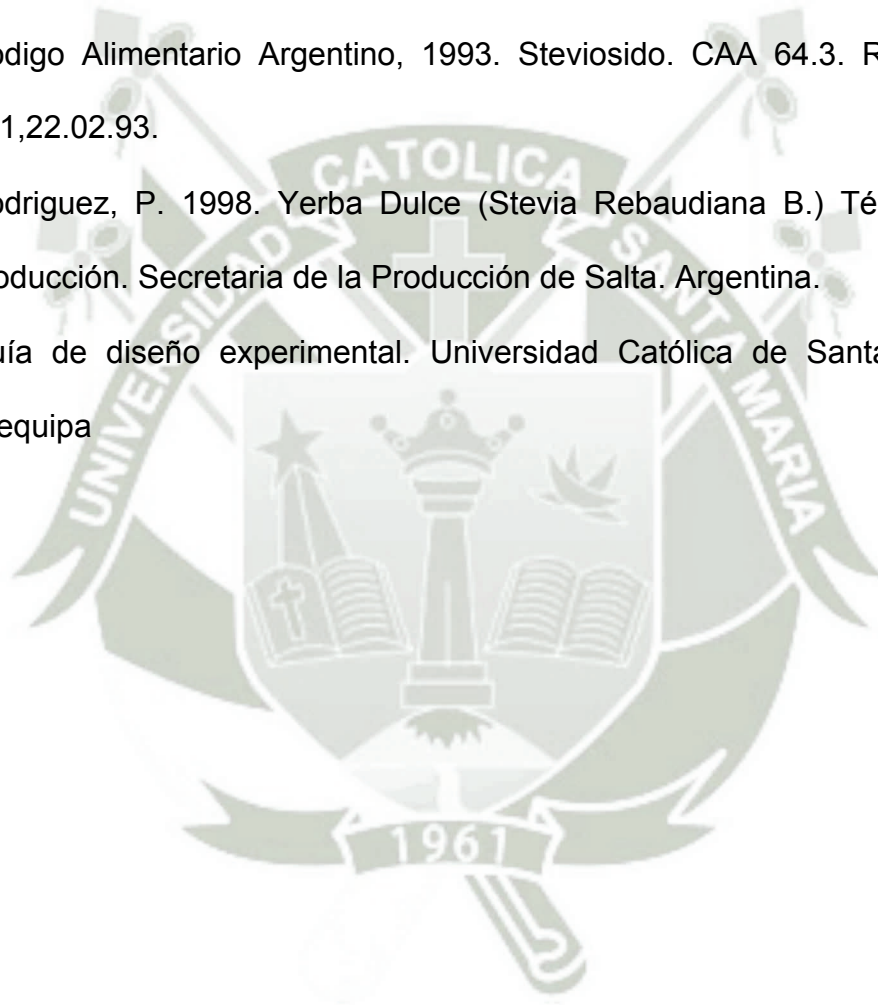 odigo Alimentario Argentino, 1993. Steviosido. CAA 64.3. R
1,22.02.93.
odriguez, P. 1998. Yerba Dulce (Stevia Rebaudiana B.) Té
oducción. Secretaria de la Producción de Salta. Argentina.
uía de diseño experimental. Universidad Católica de Santa
equipa
UNIVERSIDAD CATOLICA SANTA MARIA
1961